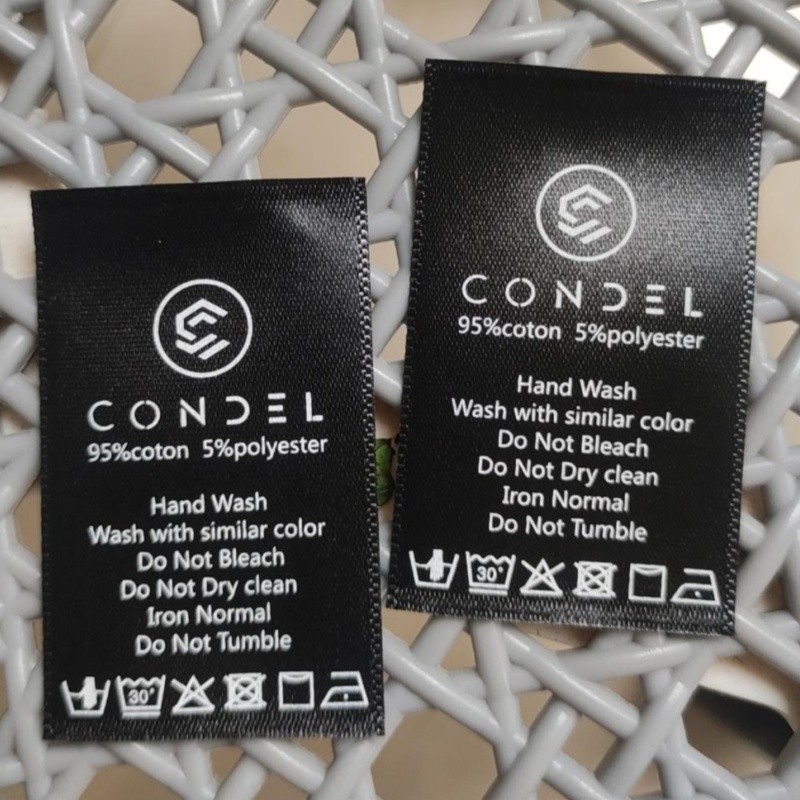 CONDEL
95%coton 5%polyester
Hand Wash
Wash with similar color
Do Not Bleach
Do Not Dry clean
Iron Normal
Do Not Tumble
30°
CONDEL
95%coton 5%polyester
Hand Wash
Wash with similar color
Do Not Bleach
Do Not Dry clean
Iron Normal
Do Not Tumble
30°